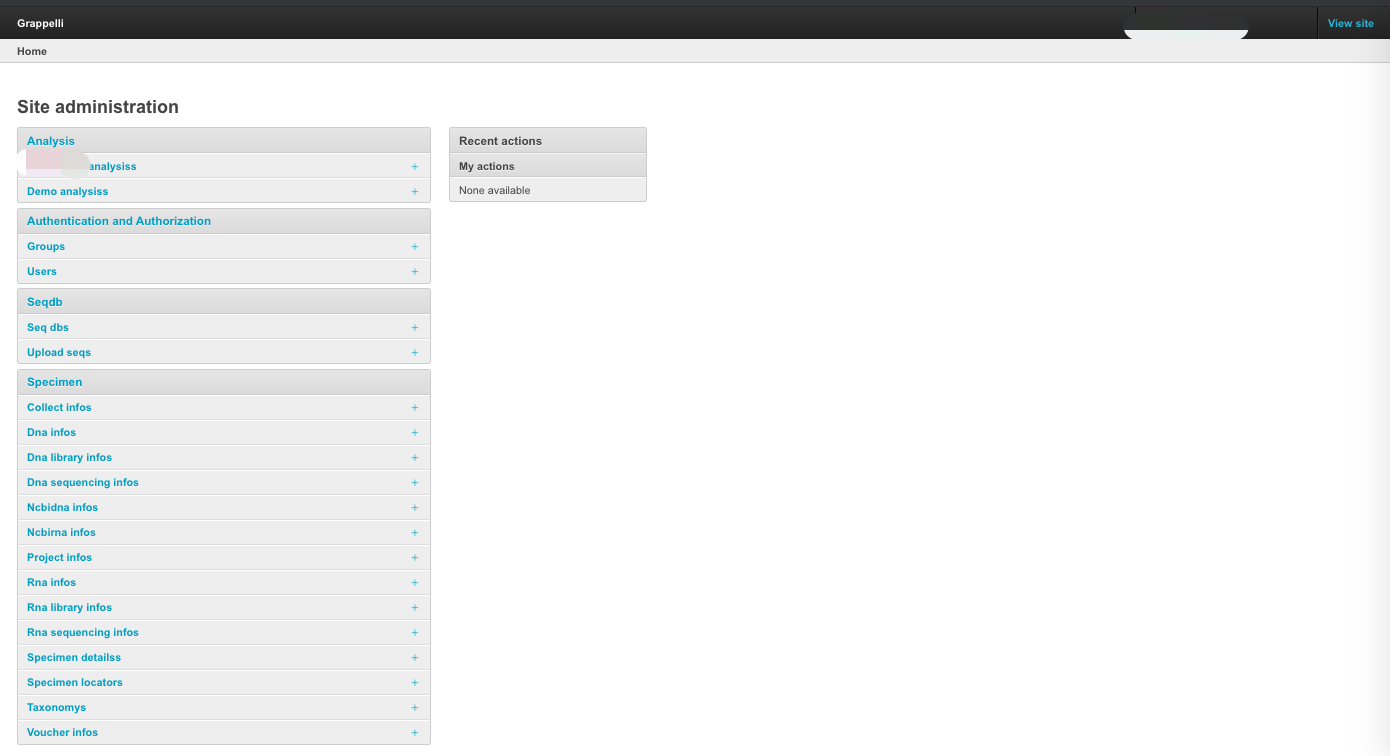 Grappelli
View site
Home
Site administration
Analysis
analysiss +
Demo analysiss +
Authentication and Authorization
Groups +
Users +
Seqdb
Seq dbs +
Upload seqs +
Specimen
Collect infos +
Dna infos +
Dna library infos +
Dna sequencing infos +
Ncbidna infos +
Ncbirna infos +
Project infos +
Rna infos +
Rna library infos +
Rna sequencing infos +
Specimen detailss +
Specimen locators +
Taxonomys +
Voucher infos +
Recent actions
My actions
None available